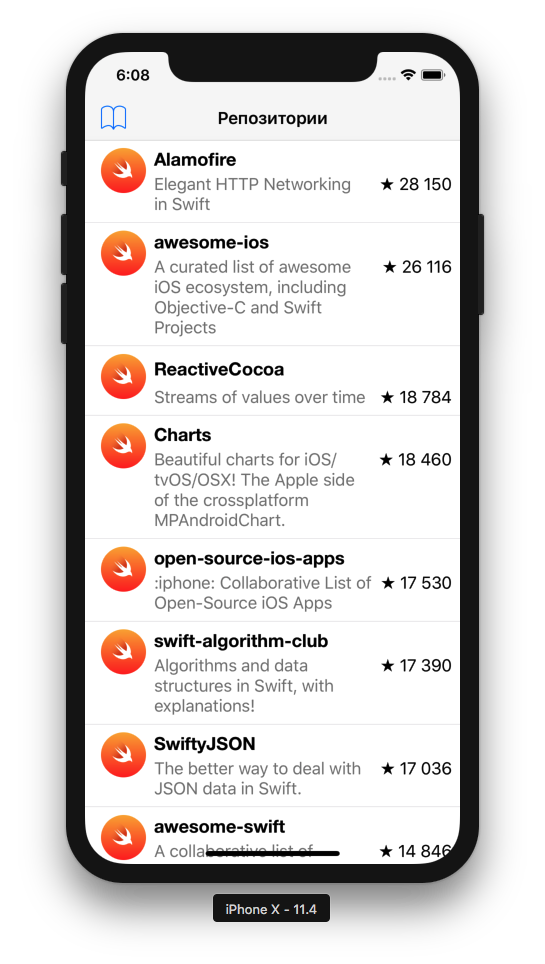 6:08
Репозитории
Alamofire
Elegant HTTP Networking
in Swift
★ 28 150
awesome-ios
A curated list of awesome
iOS ecosystem, including
Objective-C and Swift
Projects
★ 26 116
ReactiveCocoa
Streams of values over time
★ 18 784
Charts
Beautiful charts for iOS/
tvOS/OSX! The Apple side
of the crossplatform
MPAndroidChart.
★ 18 460
open-source-ios-apps
:iphone: Collaborative List of
Open-Source iOS Apps
★ 17 530
swift-algorithm-club
Algorithms and data
structures in Swift, with
explanations!
★ 17 390
SwiftyJSON
The better way to deal with
JSON data in Swift.
★ 17 036
awesome-swift
A collaborative list of
★ 14 846
iPhone X - 11.4